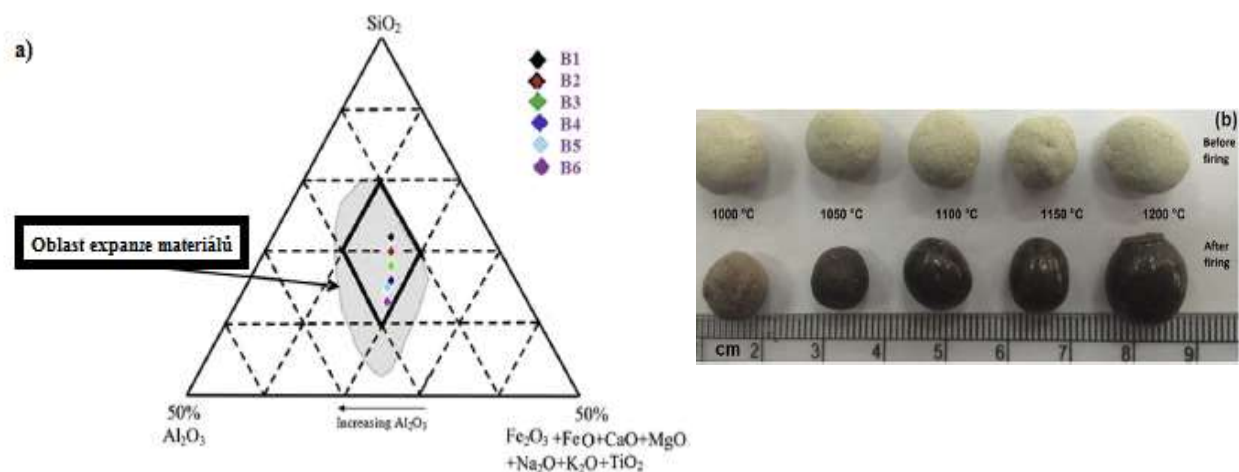 a)
SiO₂
B1
B2
B3
B4
B5
B6
Oblast expanze materiálů
50%
Al₂O₃
Increasing Al₂O₃
50%
Fe₂O₃ +FeO+CaO+MgO
+Na₂O+K₂O+TiO₂
(b)
Before
firing
1000 °C 1050 °C 1100 °C 1150 °C 1200 °C
After
firing
cm 2 3 4 5 6 7 8 9